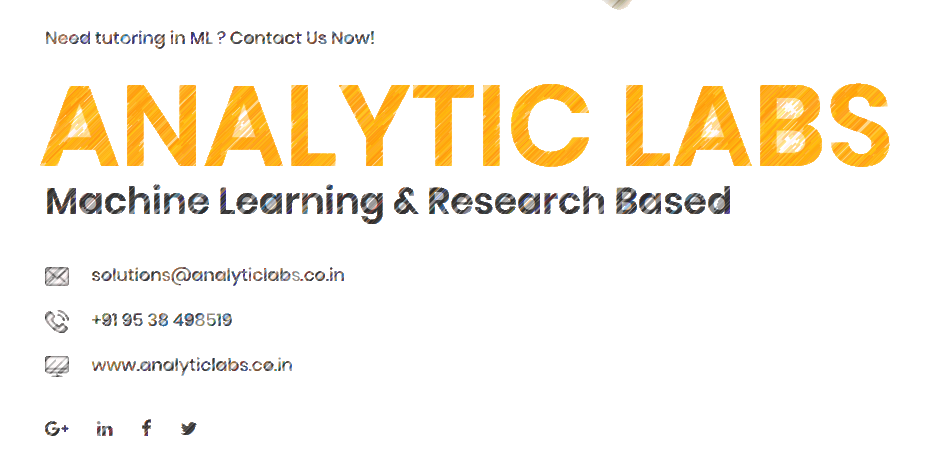 Need tutoring in ML ? Contact Us Now!
ANALYTIC LABS
Machine Learning & Research Based
solutions@analyticlabs.co.in
+91 95 38 498519
www.analyticlabs.co.in
G+ in f